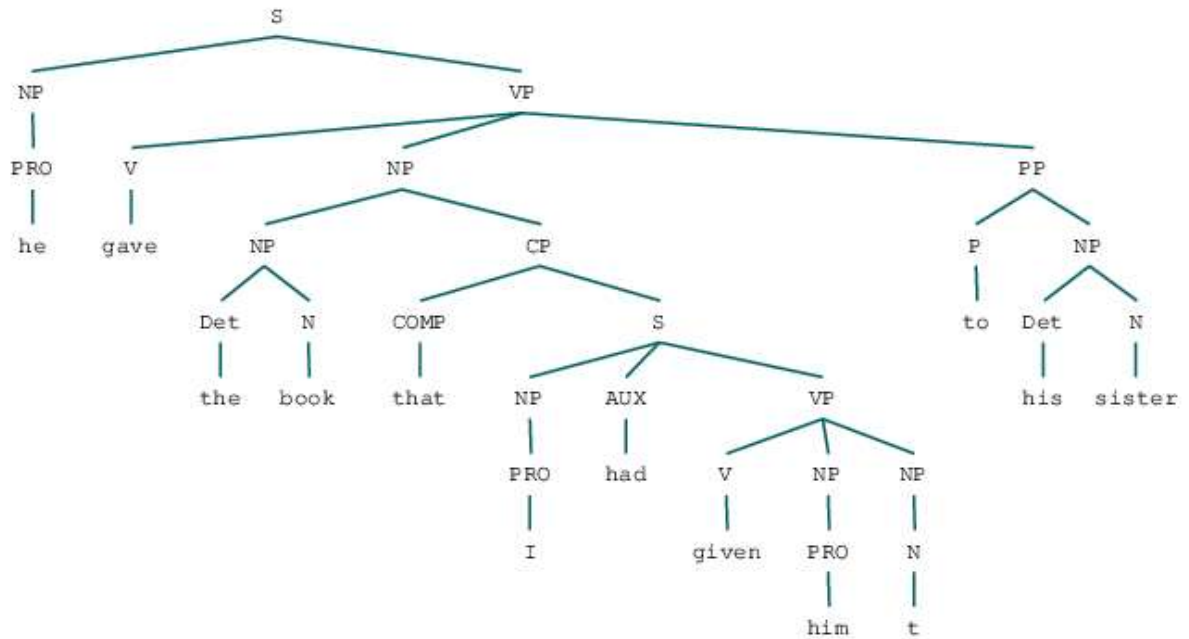 S
NP VP
PRO V NP PP
he gave NP CP P NP
Det N COMP S to Det N
the book that NP AUX VP his sister
PRO had V NP NP
I given PRO N
him t